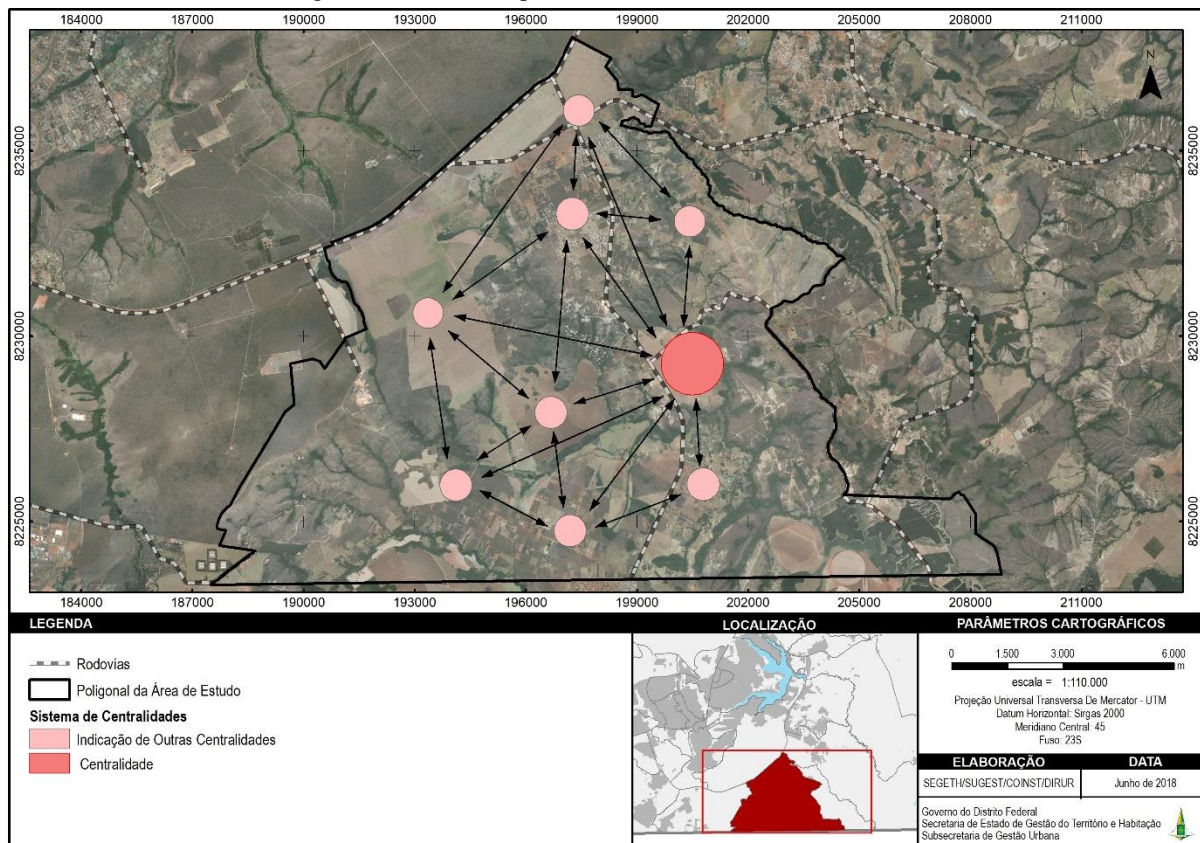 184000 187000 190000 193000 196000 199000 202000 205000 208000 211000
N
8235000 8235000
8230000 8230000
8225000 8225000
184000 187000 190000 193000 196000 199000 202000 205000 208000 211000
LEGENDA
Rodovias
Poligonal da Área de Estudo
Sistema de Centralidades
Indicação de Outras Centralidades
Centralidade
LOCALIZAÇÃO
PARÂMETROS CARTOGRÁFICOS
0 1.500 3.000 6.000
m
escala = 1:110.000
Projeção Universal Transversa De Mercator - UTM
Datum Horizontal: Sirgas 2000
Meridiano Central: 45
Fuso: 23S
ELABORAÇÃO DATA
SEGETH/SUGEST/COINST/DIRUR Junho de 2018
Governo do Distrito Federal
Secretaria de Estado de Gestão do Território e Habitação
Subsecretaria de Gestão Urbana